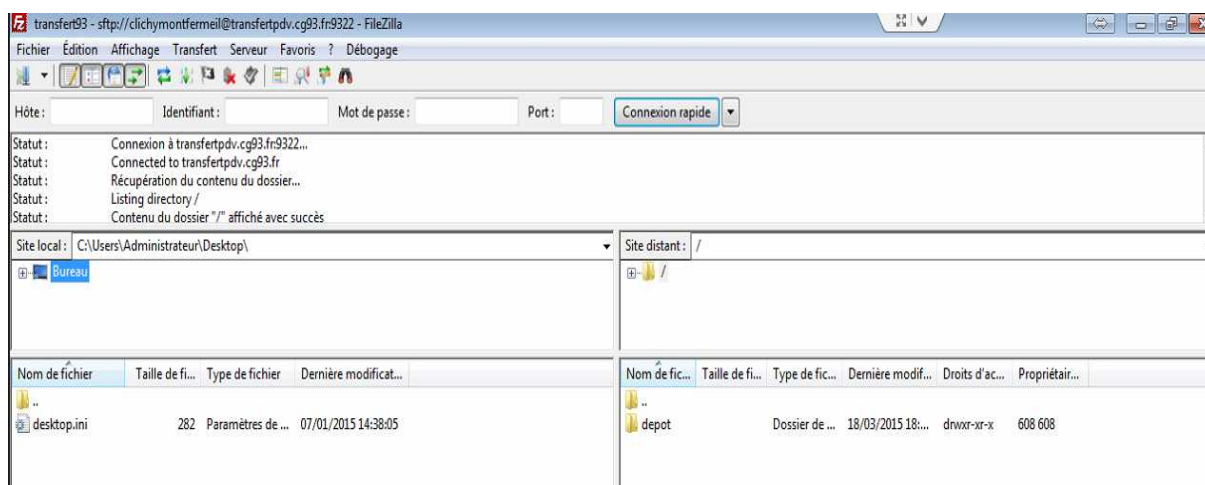 transfert93 - sftp://clichymontfermeil@transfertpdv.cg93.fr:9322 - FileZilla
Fichier Édition Affichage Transfert Serveur Favoris ? Débogage
Hôte : Identifiant : Mot de passe : Port : Connexion rapide
Statut : Connexion à transfertpdv.cg93.fr:9322...
Statut : Connected to transfertpdv.cg93.fr
Statut : Récupération du contenu du dossier...
Statut : Listing directory /
Statut : Contenu du dossier "/" affiché avec succès
Site local : C:\Users\Administrateur\Desktop\ Site distant : /
Bureau /
Nom de fichier Taille de fi... Type de fichier Dernière modificat... Nom de fic... Taille de fi... Type de fic... Dernière modif... Droits d'ac... Propriétair...
.. ..
desktop.ini 282 Paramètres de ... 07/01/2015 14:38:05 depot Dossier de ... 18/03/2015 18:... drwxr-xr-x 608 608